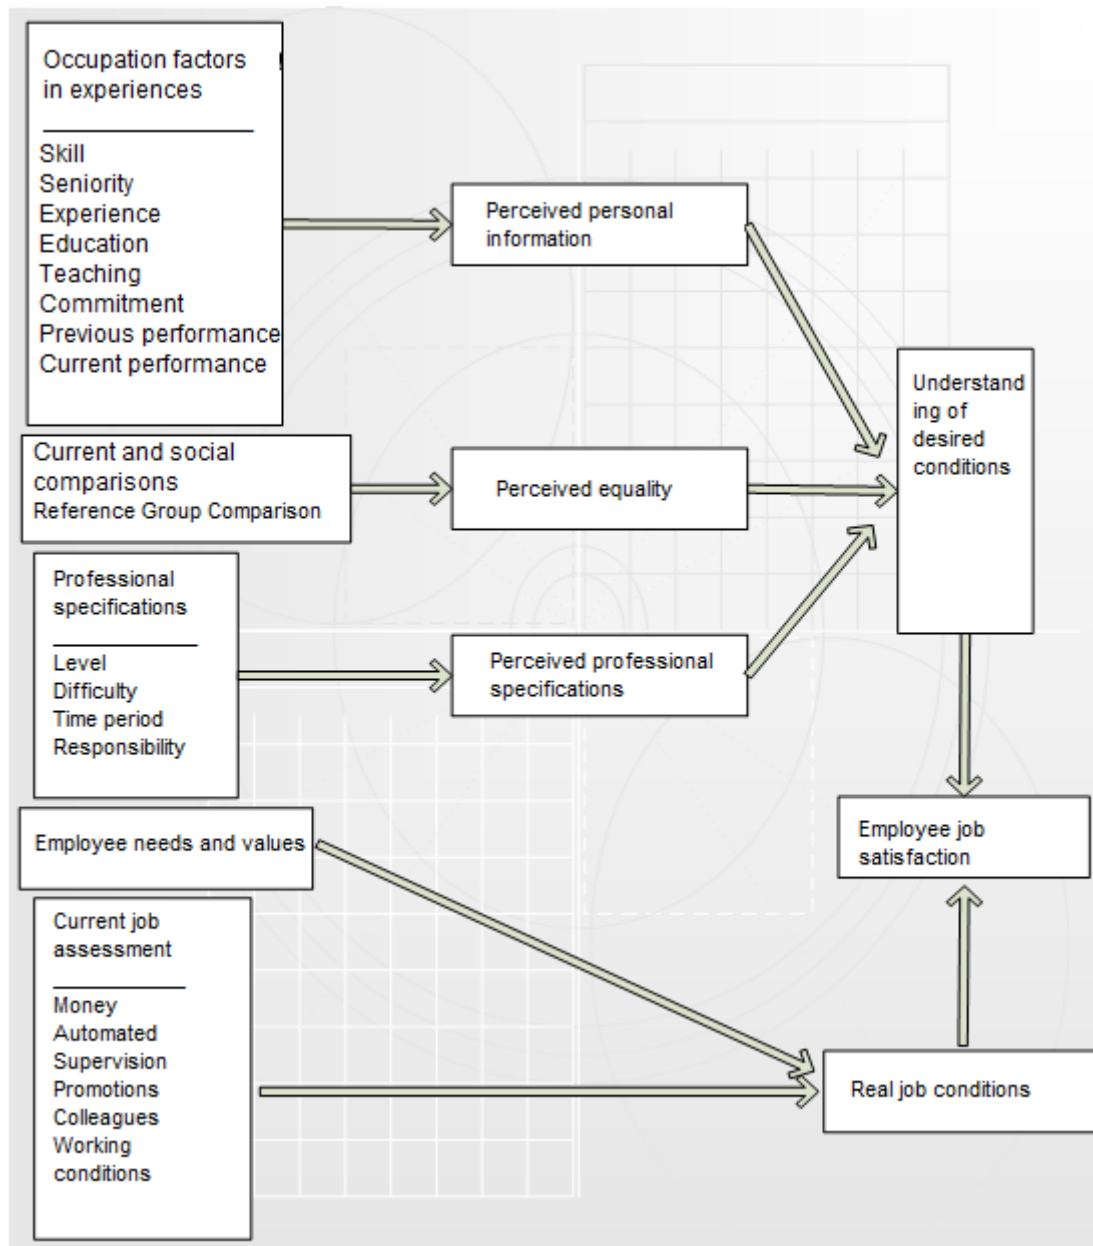 Occupation factors
in experiences
Skill
Seniority
Experience
Education
Teaching
Commitment
Previous performance
Current performance
Perceived personal
information
Current and social
comparisons
Reference Group Comparison
Perceived equality
Understand
ing of
desired
conditions
Professional
specifications
Level
Difficulty
Time period
Responsibility
Perceived professional
specifications
Employee needs and values
Employee job
satisfaction
Current job
assessment
Money
Automated
Supervision
Promotions
Colleagues
Working
conditions
Real job conditions